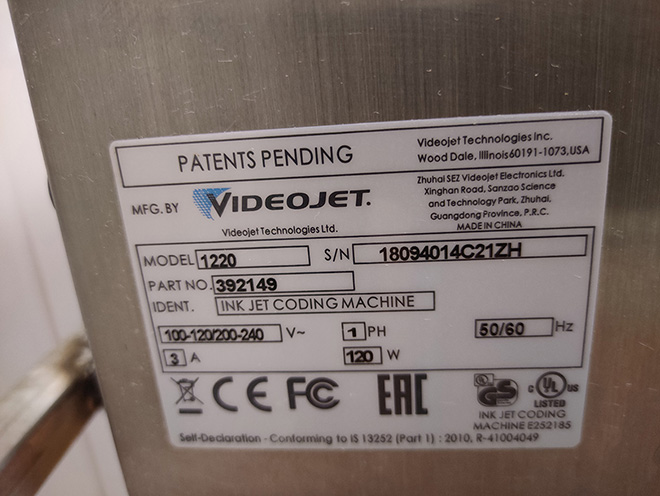 PATENTS PENDING
Videojet Technologies Inc.
Wood Dale, Illinois60191-1073,USA
MFG. BY VIDEOJET.
Videojet Technologies Ltd.
Zhuhai SEZ Videojet Electronics Ltd.
Xinghan Road, Sanzao Science
and Technology Park, Zhuhai,
Guangdong Province, P.R.C.
MADE IN CHINA
MODEL 1220 S/N 18094014C21ZH
PART NO. 392149
IDENT. INK JET CODING MACHINE
100-120/200-240 V~ 1 PH 50/60 Hz
3 A 120 W
CE FC EAC GS c UL us
LISTED
INK JET CODING
MACHINE E252185
Self-Declaration - Conforming to IS 13252 (Part 1) : 2010, R-41004049